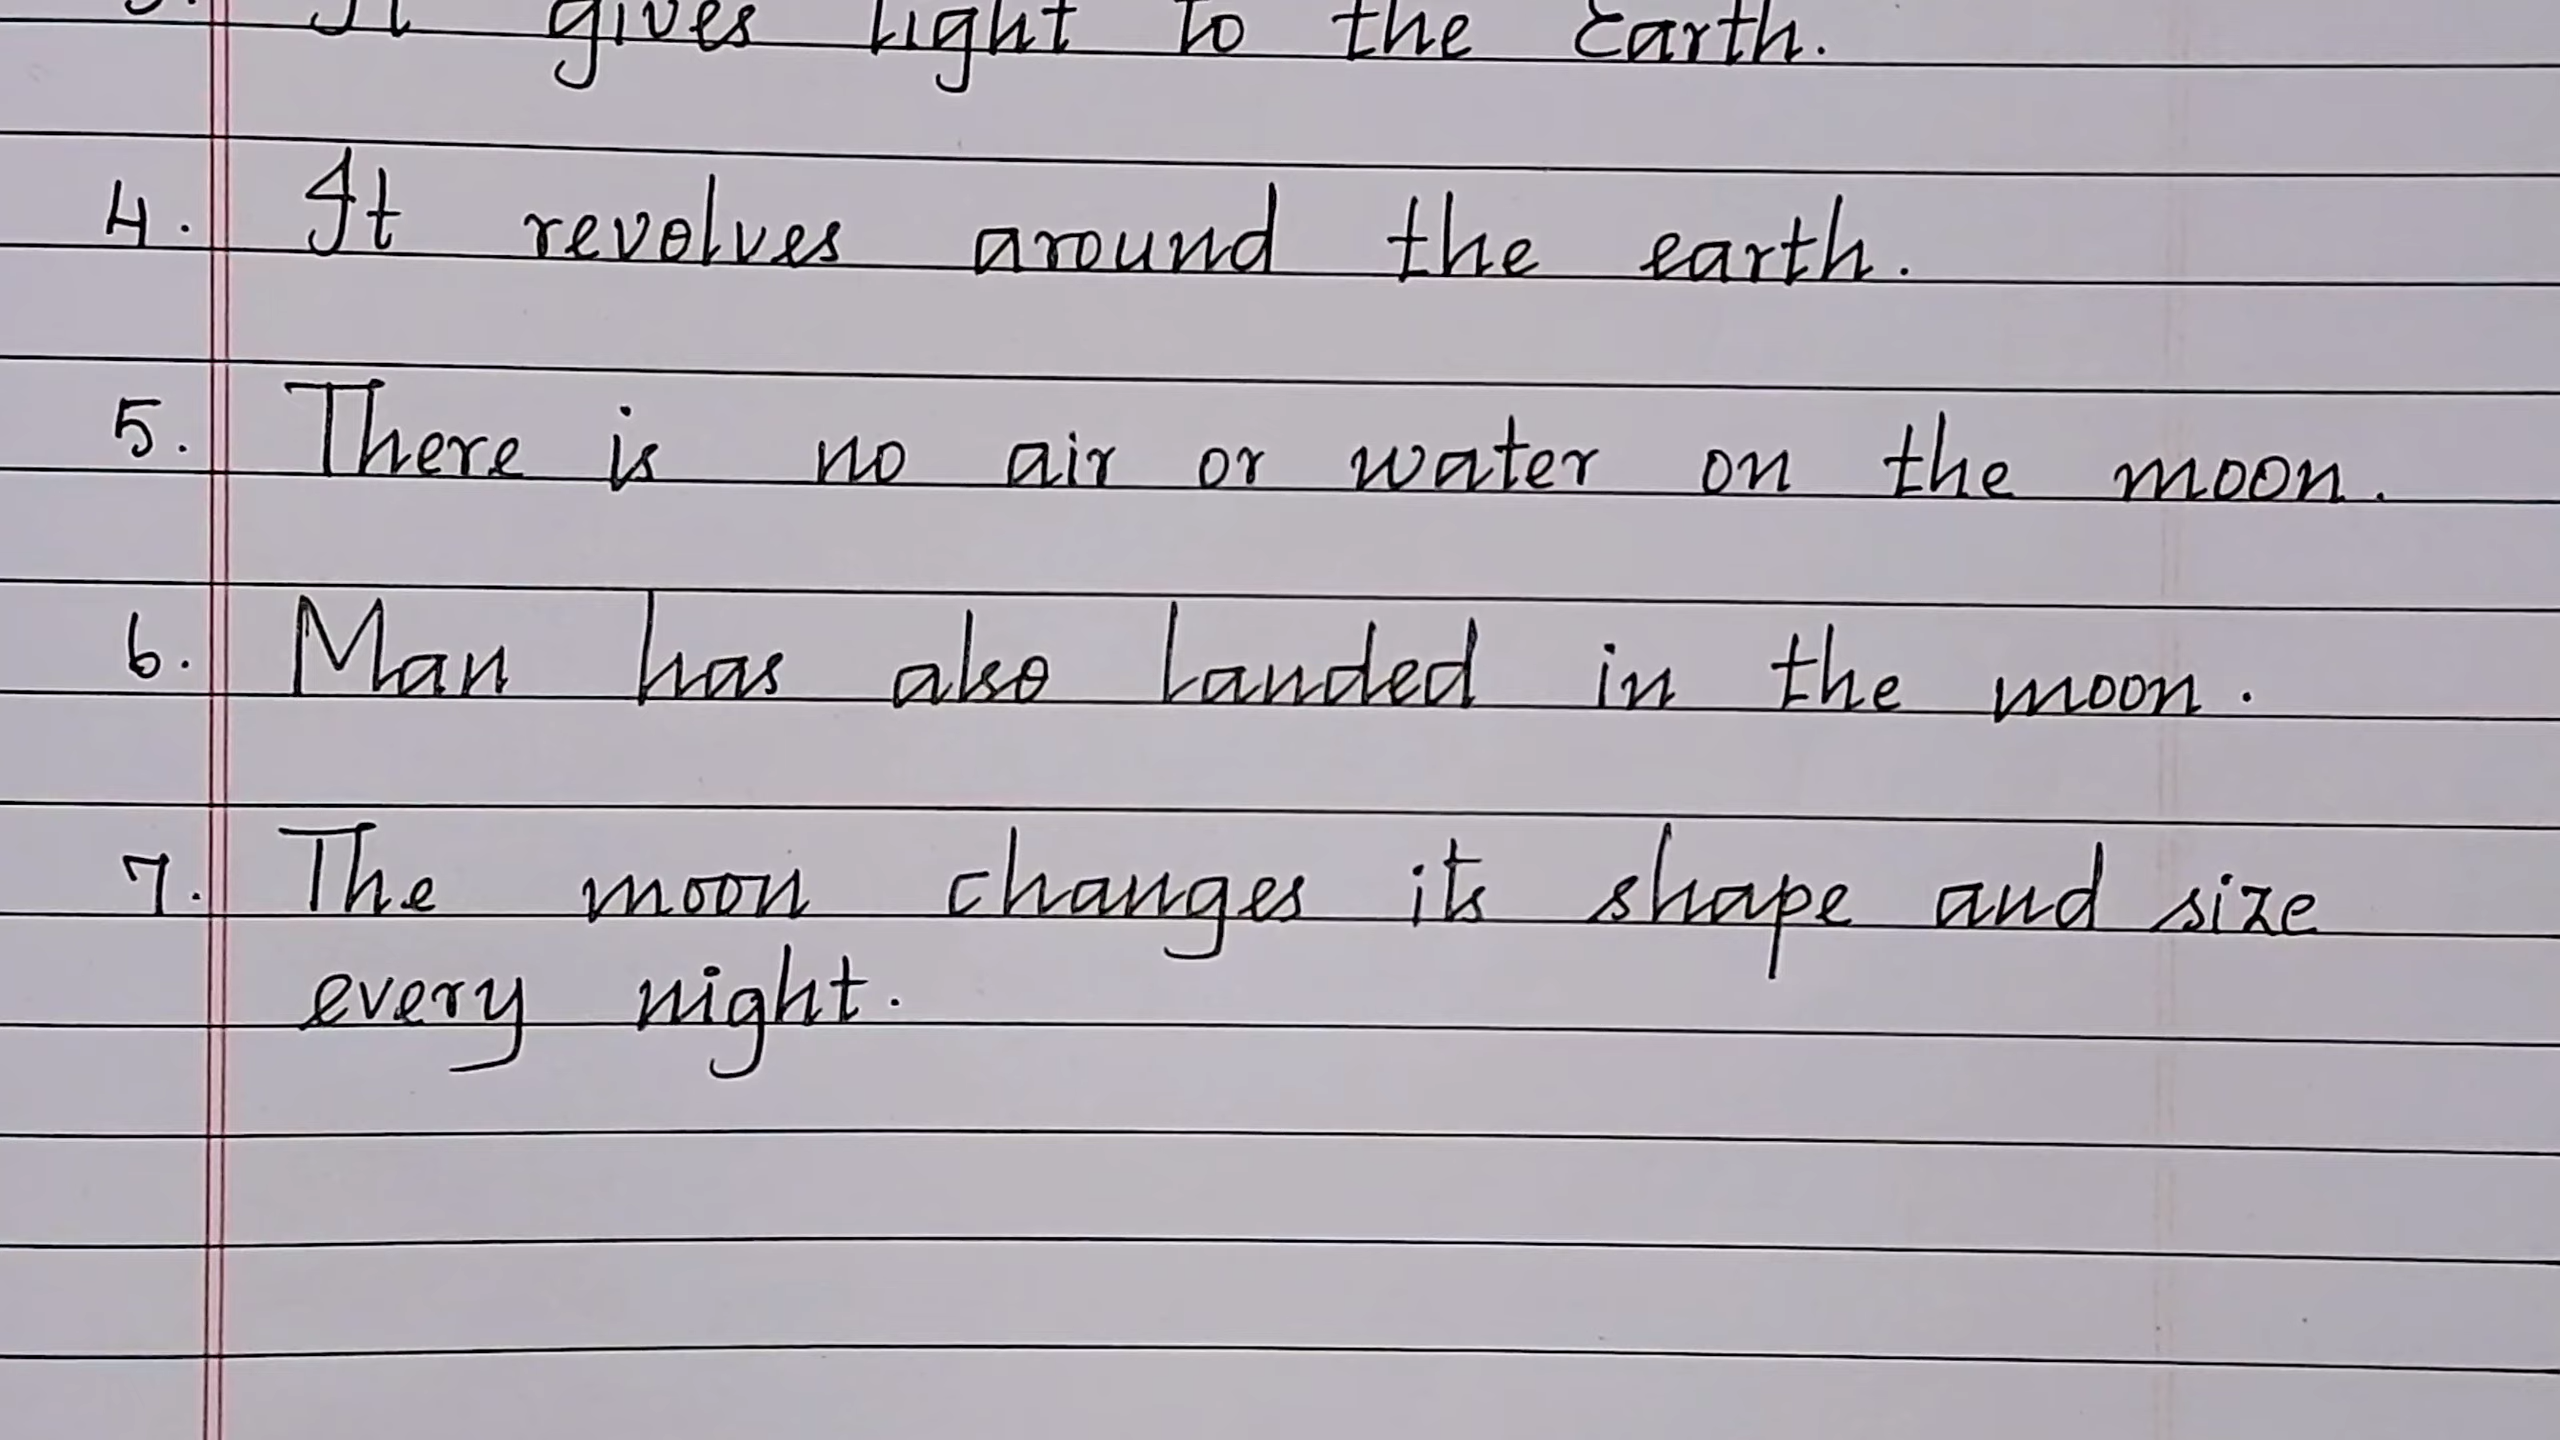 3. It gives light to the Earth.
4. It revolves around the earth.
5. There is no air or water on the moon.
6. Man has also landed in the moon.
7. The moon changes its shape and size
every night.